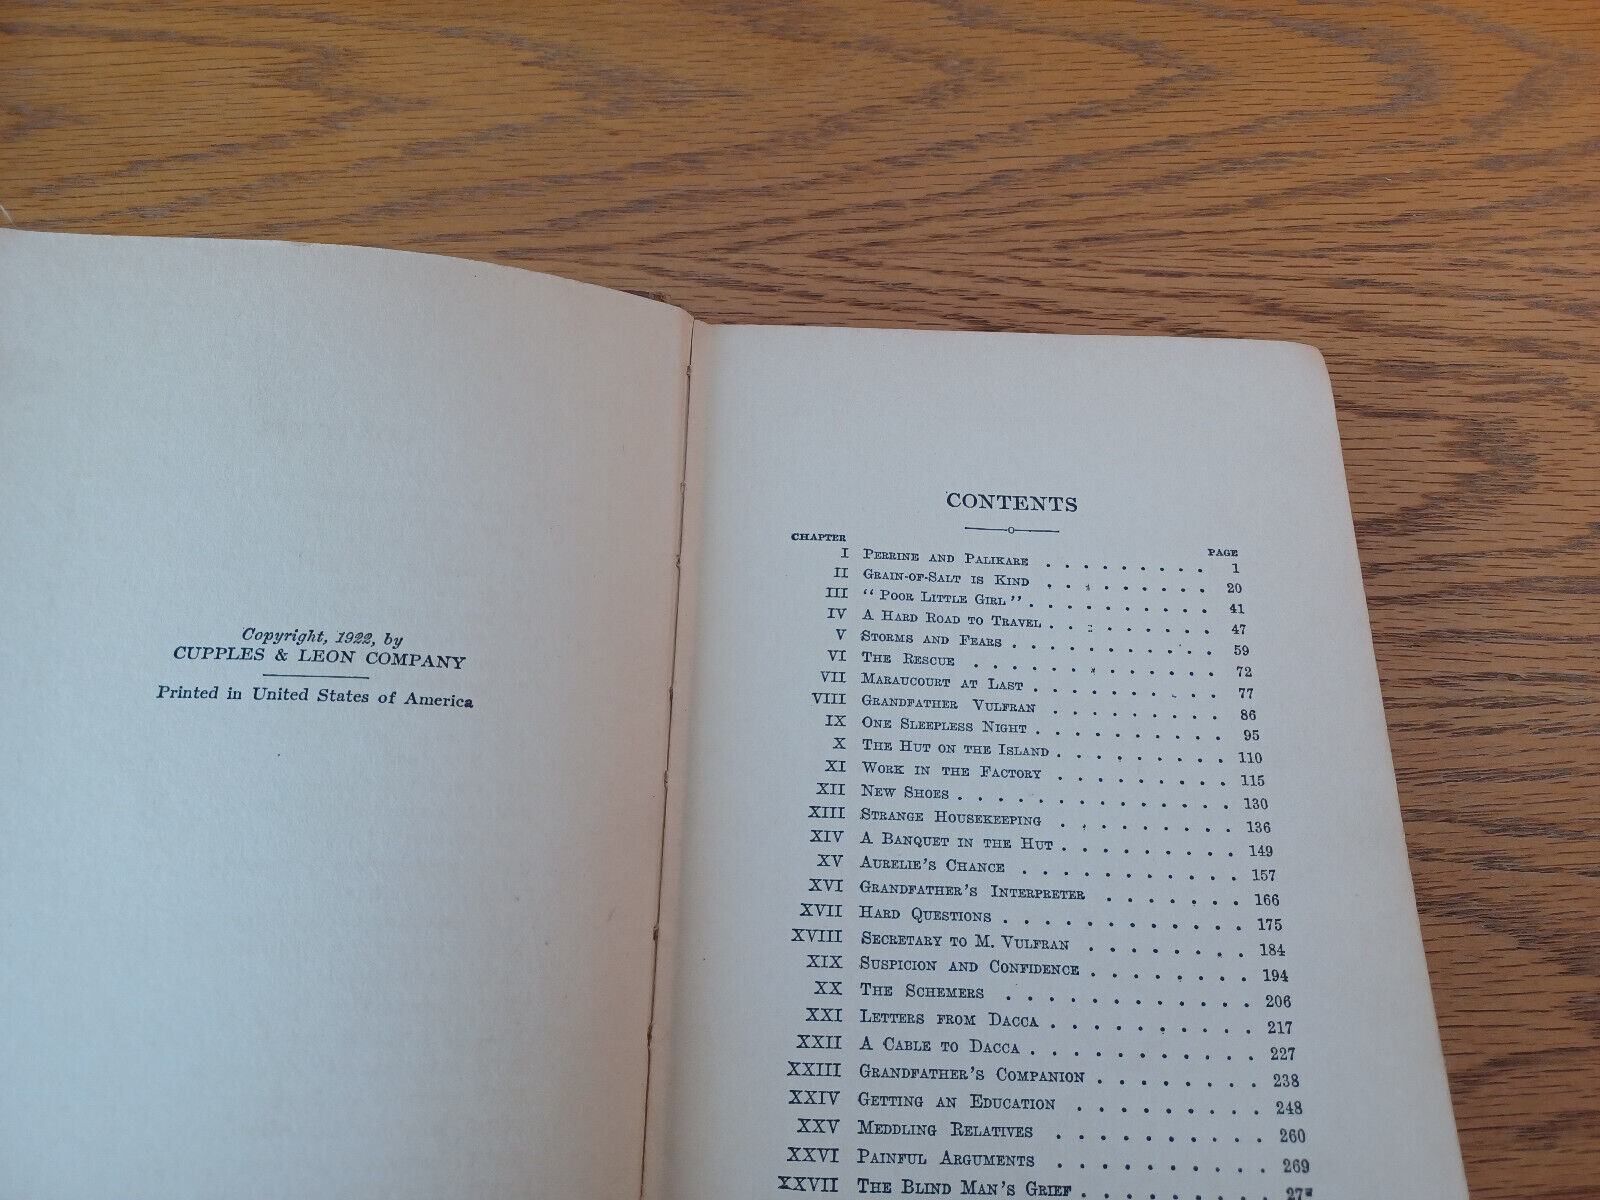 Copyright, 1922, by
CUPPLES & LEON COMPANY
Printed in United States of America
CONTENTS
CHAPTER PAGE
I PERRINE AND PALIKARE . . . . . . . . . 1
II GRAIN-OF-SALT IS KIND . . . . . . . . . 20
III "POOR LITTLE GIRL" . . . . . . . . . . 41
IV A HARD ROAD TO TRAVEL . . . . . . . . . 47
V STORMS AND FEARS . . . . . . . . . . . 59
VI THE RESCUE . . . . . . . . . . . . . 72
VII MARAUCOURT AT LAST . . . . . . . . . . 77
VIII GRANDFATHER VULFRAN . . . . . . . . . 86
IX ONE SLEEPLESS NIGHT . . . . . . . . . . 95
X THE HUT ON THE ISLAND . . . . . . . . . 110
XI WORK IN THE FACTORY . . . . . . . . . 115
XII NEW SHOES . . . . . . . . . . . . . 130
XIII STRANGE HOUSEKEEPING . . . . . . . . . 136
XIV A BANQUET IN THE HUT . . . . . . . . . 149
XV AURELIE'S CHANCE . . . . . . . . . . . 157
XVI GRANDFATHER'S INTERPRETER . . . . . . . 166
XVII HARD QUESTIONS . . . . . . . . . . . . 175
XVIII SECRETARY TO M. VULFRAN . . . . . . . . 184
XIX SUSPICION AND CONFIDENCE . . . . . . . . 194
XX THE SCHEMERS . . . . . . . . . . . . 206
XXI LETTERS FROM DACCA . . . . . . . . . . 217
XXII A CABLE TO DACCA . . . . . . . . . . . 227
XXIII GRANDFATHER'S COMPANION . . . . . . . . 238
XXIV GETTING AN EDUCATION . . . . . . . . . 248
XXV MEDDLING RELATIVES . . . . . . . . . . 260
XXVI PAINFUL ARGUMENTS . . . . . . . . . . 269
XXVII THE BLIND MAN'S GRIEF . . . . . . . . .